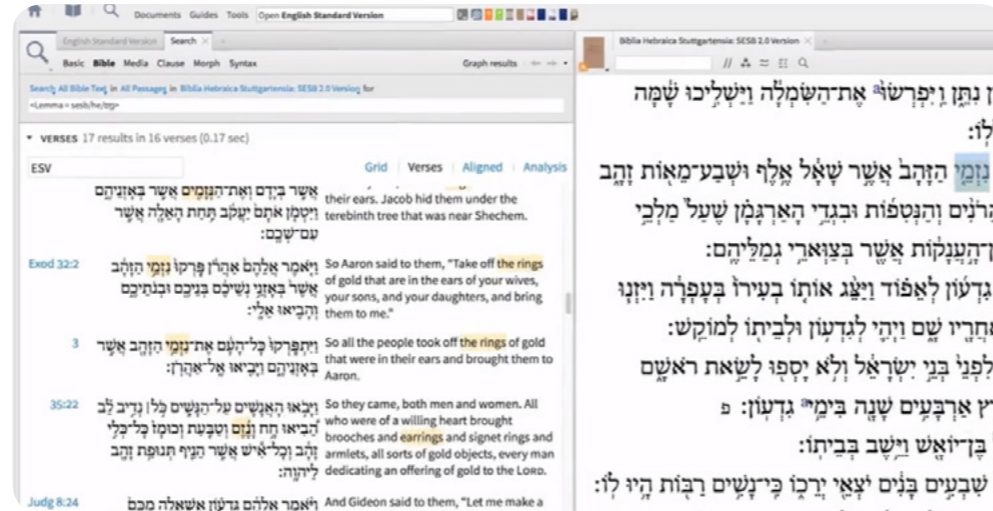 Documents Guides Tools Open English Standard Version
English Standard Version Search
Basic Bible Media Clause Morph Syntax Graph results
Search All Bible Text in All Passages in Biblia Hebraica Stuttgartensia: SESB 2.0 Version for
<Lemma = sesb/he/נֶזֶם>
VERSES 17 results in 16 verses (0.17 sec)
ESV Grid Verses Aligned Analysis
אֲשֶׁר בְּיָדָם וְאֶת־הַנְּזָמִים אֲשֶׁר בְּאָזְנֵיהֶם
וַיִּטְמֹן אֹתָם יַעֲקֹב תַּחַת הָאֵלָה אֲשֶׁר
עִם־שְׁכֶם׃
their ears. Jacob hid them under the
terebinth tree that was near Shechem.
Exod 32:2
וַיֹּאמֶר אֲלֵהֶם אַהֲרֹן פָּרְקוּ נִזְמֵי הַזָּהָב
אֲשֶׁר בְּאָזְנֵי נְשֵׁיכֶם בְּנֵיכֶם וּבְנֹתֵיכֶם
וְהָבִיאוּ אֵלָי׃
So Aaron said to them, "Take off the rings
of gold that are in the ears of your wives,
your sons, and your daughters, and bring
them to me."
3
וַיִּתְפָּרְקוּ כָּל־הָעָם אֶת־נִזְמֵי הַזָּהָב אֲשֶׁר
בְּאָזְנֵיהֶם וַיָּבִיאוּ אֶל־אַהֲרֹן׃
So all the people took off the rings of gold
that were in their ears and brought them to
Aaron.
35:22
וַיָּבֹאוּ הָאֲנָשִׁים עַל־הַנָּשִׁים כֹּל׀ נְדִיב לֵב
הֵבִיאוּ חָח וָנֶזֶם וְטַבַּעַת וְכוּמָז כָּל־כְּלִי
זָהָב וְכָל־אִישׁ אֲשֶׁר הֵנִיף תְּנוּפַת זָהָב
לַיהוָה׃
So they came, both men and women. All
who were of a willing heart brought
brooches and earrings and signet rings and
armlets, all sorts of gold objects, every man
dedicating an offering of gold to the LORD.
Judg 8:24
וַיֹּאמֶר אֲלֵהֶם גִּדְעוֹן אֶשְׁאֲלָה מִכֶּם
And Gideon said to them, "Let me make a
Biblia Hebraica Stuttgartensia: SESB 2.0 Version
נִתֵּן וַיִּפְרְשׂוּ a אֶת־הַשִּׂמְלָה וַיַּשְׁלִיכוּ שָׁמָּה
לוֹ׃
נִזְמֵי הַזָּהָב אֲשֶׁר שָׁאָל אֶלֶף וּשְׁבַע־מֵאוֹת זָהָב
וְהַנְּטִפוֹת וּבִגְדֵי הָאַרְגָּמָן שֶׁעַל מַלְכֵי
הָעֲנָקוֹת אֲשֶׁר בְּצַוְּארֵי גְמַלֵּיהֶם׃
גִדְעוֹן לְאֵפוֹד וַיַּצֵּג אוֹתוֹ בְעִירוֹ בְּעָפְרָה וַיִּזְנוּ
אַחֲרָיו שָׁם וַיְהִי לְגִדְעוֹן וּלְבֵיתוֹ לְמוֹקֵשׁ׃
לִפְנֵי בְּנֵי יִשְׂרָאֵל וְלֹא יָסְפוּ לָשֵׂאת רֹאשָׁם
אַרְבָּעִים שָׁנָה בִּימֵי a גִדְעוֹן׃ פ
בֶן־יוֹאָשׁ וַיֵּשֶׁב בְּבֵיתוֹ׃
שִׁבְעִים בָּנִים יֹצְאֵי יְרֵכוֹ כִּי־נָשִׁים רַבּוֹת הָיוּ לוֹ׃